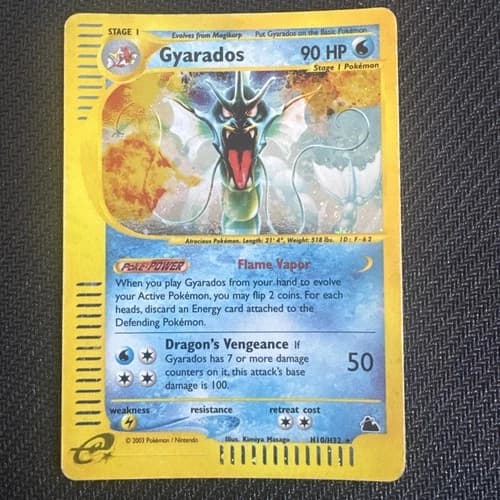 STAGE 1
Evolves from Magikarp
Put Gyarados on the Basic Pokémon.
Gyarados
90 HP
Stage 1 Pokémon
Atrocious Pokémon. Length: 21' 4", Weight: 518 lbs. ID: F-62
POKé-POWER
Flame Vapor
When you play Gyarados from your hand to evolve
your Active Pokémon, you may flip 2 coins. For each
heads, discard an Energy card attached to the
Defending Pokémon.
Dragon's Vengeance If
Gyarados has 7 or more damage
counters on it, this attack's base
damage is 100.
50
weakness
resistance
retreat cost
© 2003 Pokémon / Nintendo
Illus. Kimiya Masago
H10/H32
e